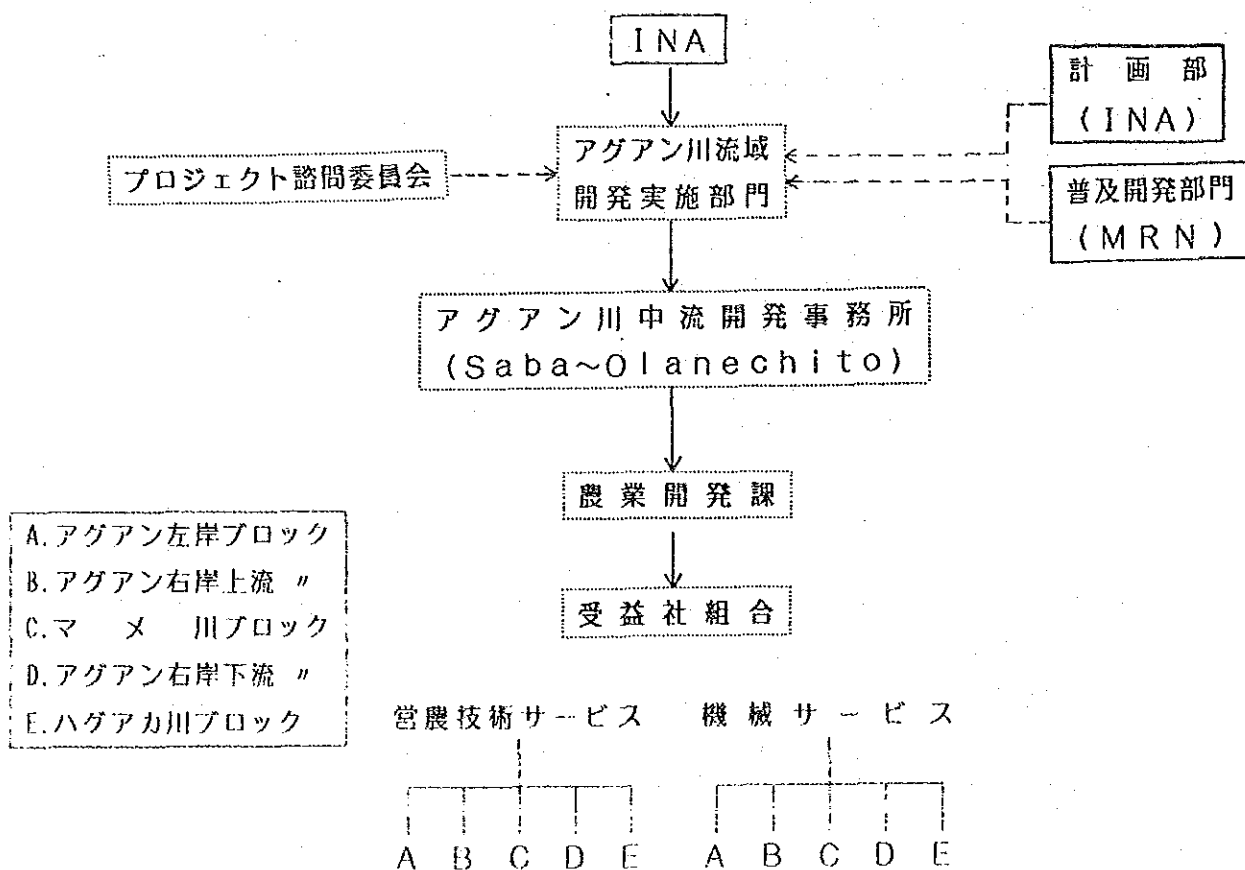 INA
計画部
(INA)
プロジェクト諮問委員会
アグアン川流域
開発実施部門
普及開発部門
(MRN)
アグアン川中流開発事務所
(Saba~Olanechito)
農業開発課
受益社組合
A.アグアン左岸ブロック
B.アグアン右岸上流 〃
C.マメ川ブロック
D.アグアン右岸下流 〃
E.ハグアカ川ブロック
営農技術サービス 機械サービス
A B C D E A B C D E